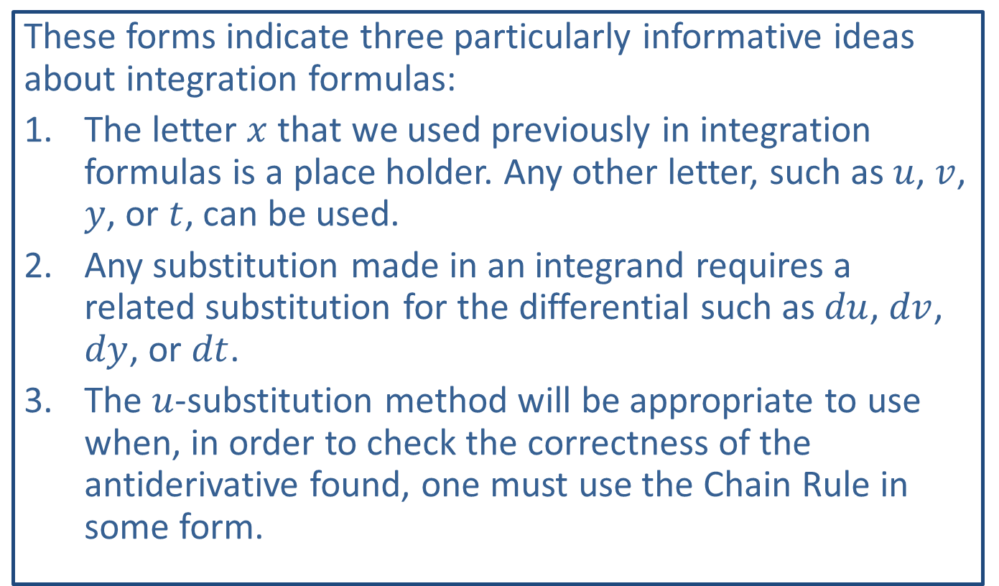 These forms indicate three particularly informative ideas
about integration formulas:
1. The letter x that we used previously in integration
formulas is a place holder. Any other letter, such as u, v,
y, or t, can be used.
2. Any substitution made in an integrand requires a
related substitution for the differential such as du, dv,
dy, or dt.
3. The u-substitution method will be appropriate to use
when, in order to check the correctness of the
antiderivative found, one must use the Chain Rule in
some form.